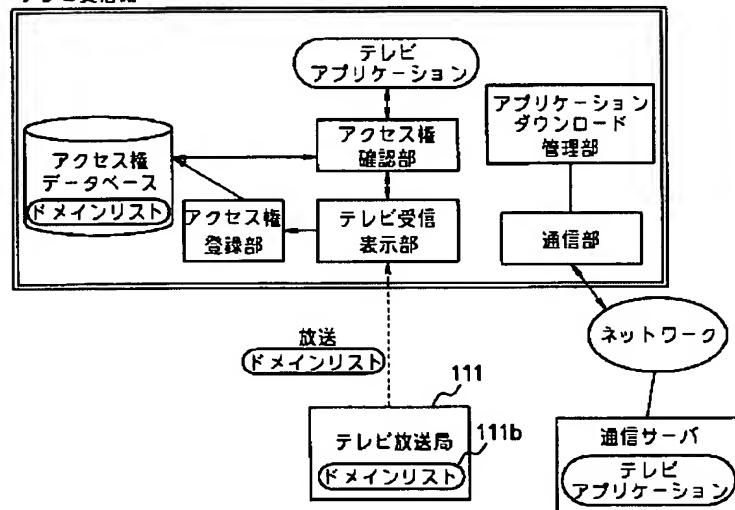 テレビ
アプリケーション
アプリケーション
ダウンロード
管理部
アクセス権
確認部
アクセス権
データベース
ドメインリスト
アクセス権
登録部
テレビ受信
表示部
通信部
放送
ドメインリスト
ネットワーク
111
テレビ放送局
111b
ドメインリスト
通信サーバ
テレビ
アプリケーション